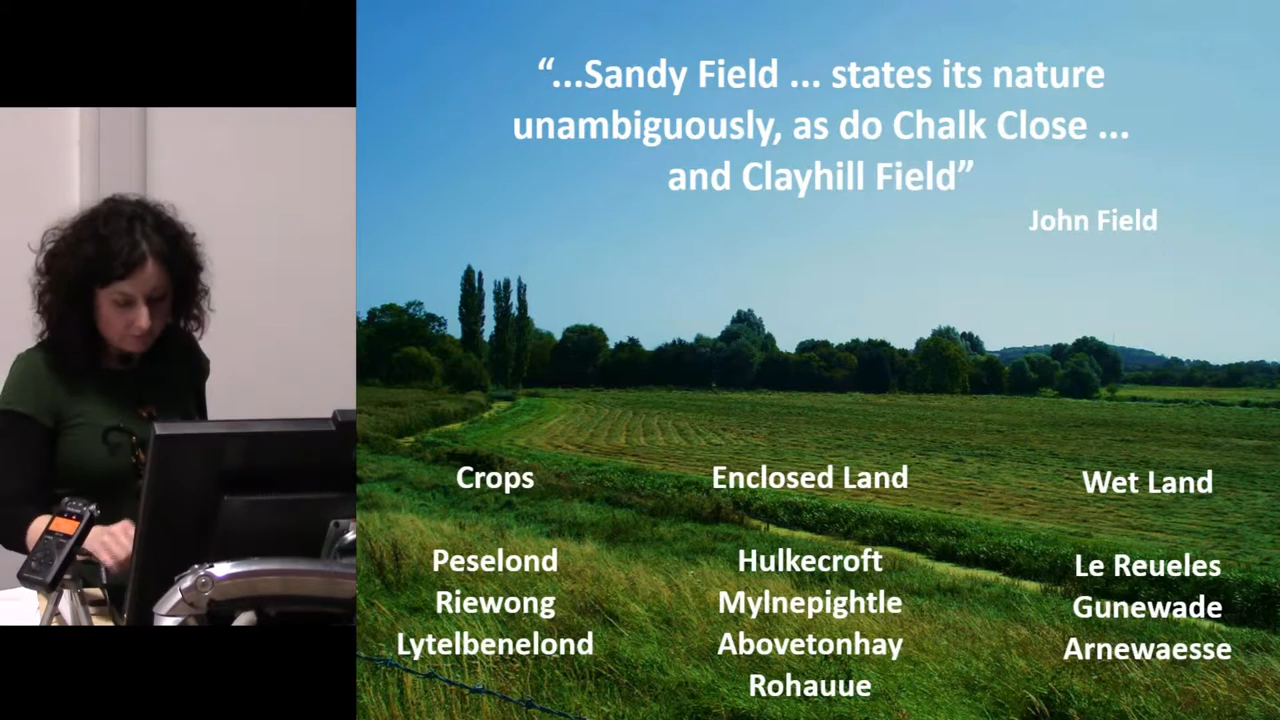 “...Sandy Field ... states its nature
unambiguously, as do Chalk Close ...
and Clayhill Field”
John Field
Crops
Peselond
Riewong
Lytelbenelond
Enclosed Land
Hulkecroft
Mylnepightle
Abovetonhay
Rohauue
Wet Land
Le Reueles
Gunewade
Arnewaesse